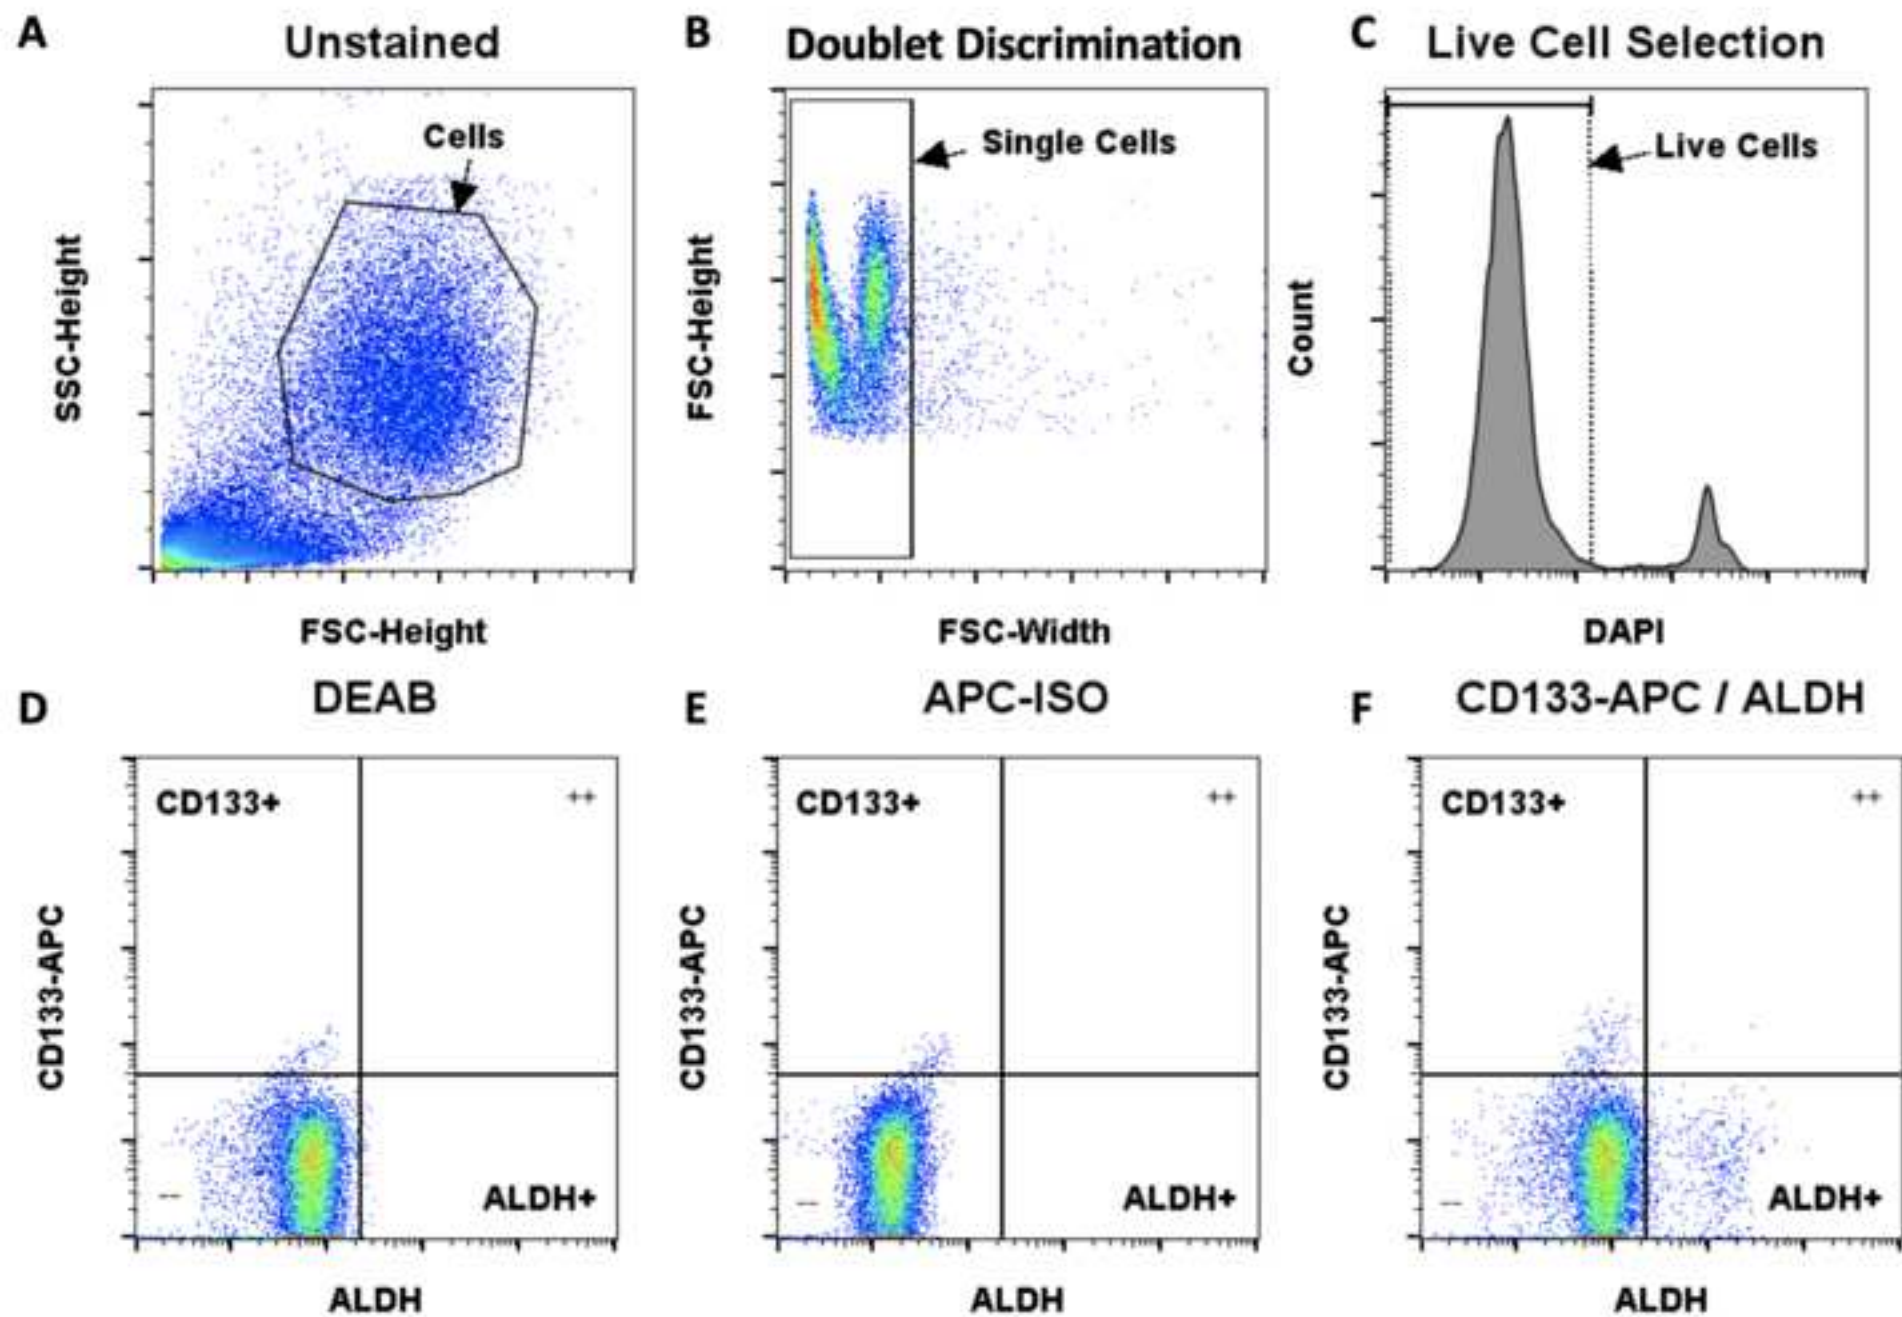 A
Unstained
Cells
SSC-Height
FSC-Height
B
Doublet Discrimination
Single Cells
FSC-Height
FSC-Width
C
Live Cell Selection
Live Cells
Count
DAPI
D
DEAB
CD133+
++
CD133-APC
--
ALDH+
ALDH
E
APC-ISO
CD133+
++
CD133-APC
--
ALDH+
ALDH
F
CD133-APC / ALDH
CD133+
++
CD133-APC
--
ALDH+
ALDH